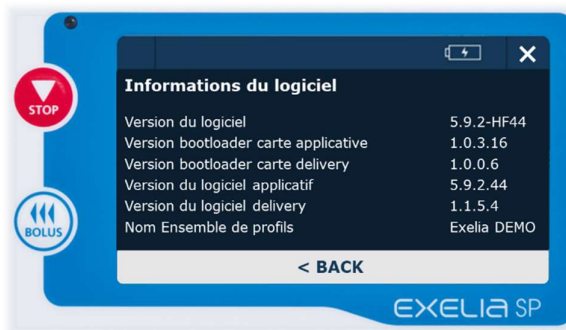 STOP
BOLUS
Informations du logiciel
Version du logiciel 5.9.2-HF44
Version bootloader carte applicative 1.0.3.16
Version bootloader carte delivery 1.0.0.6
Version du logiciel applicatif 5.9.2.44
Version du logiciel delivery 1.1.5.4
Nom Ensemble de profils Exelia DEMO
< BACK
EXELIA SP